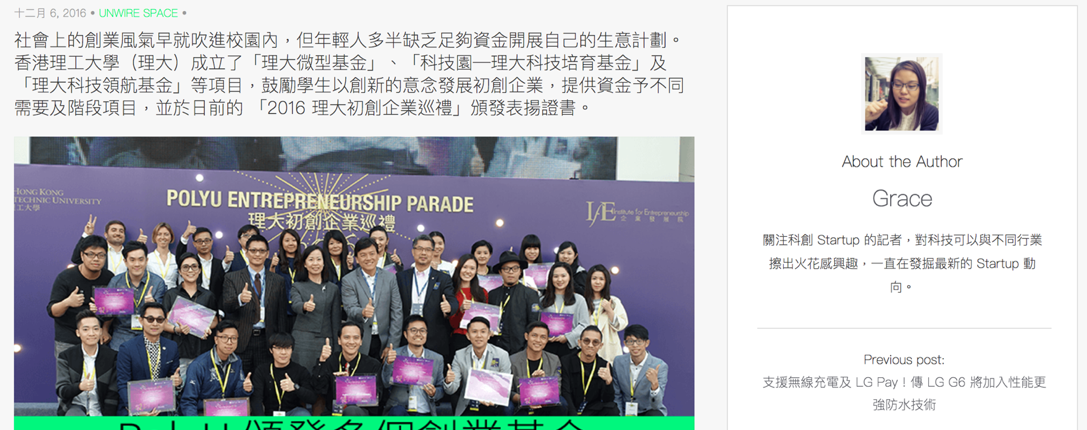 十二月 6, 2016 • UNWIRE SPACE •
社會上的創業風氣早就吹進校園內，但年輕人多半缺乏足夠資金開展自己的生意計劃。
香港理工大學（理大）成立了「理大微型基金」、「科技園—理大科技培育基金」及
「理大科技領航基金」等項目，鼓勵學生以創新的意念發展初創企業，提供資金予不同
需要及階段項目，並於日前的 「2016 理大初創企業巡禮」頒發表揚證書。
HONG KONG
TECHNIC UNIVERSITY
工大學
POLYU ENTREPRENEURSHIP PARADE
理大初創企業巡禮
IfE Institute for Entrepreneurship
企業發展院
PolyU 頒發多個創業基金
About the Author
Grace
關注科創 Startup 的記者，對科技可以與不同行業
擦出火花感興趣，一直在發掘最新的 Startup 動
向。
Previous post:
支援無線充電及 LG Pay！傳 LG G6 將加入性能更
強防水技術